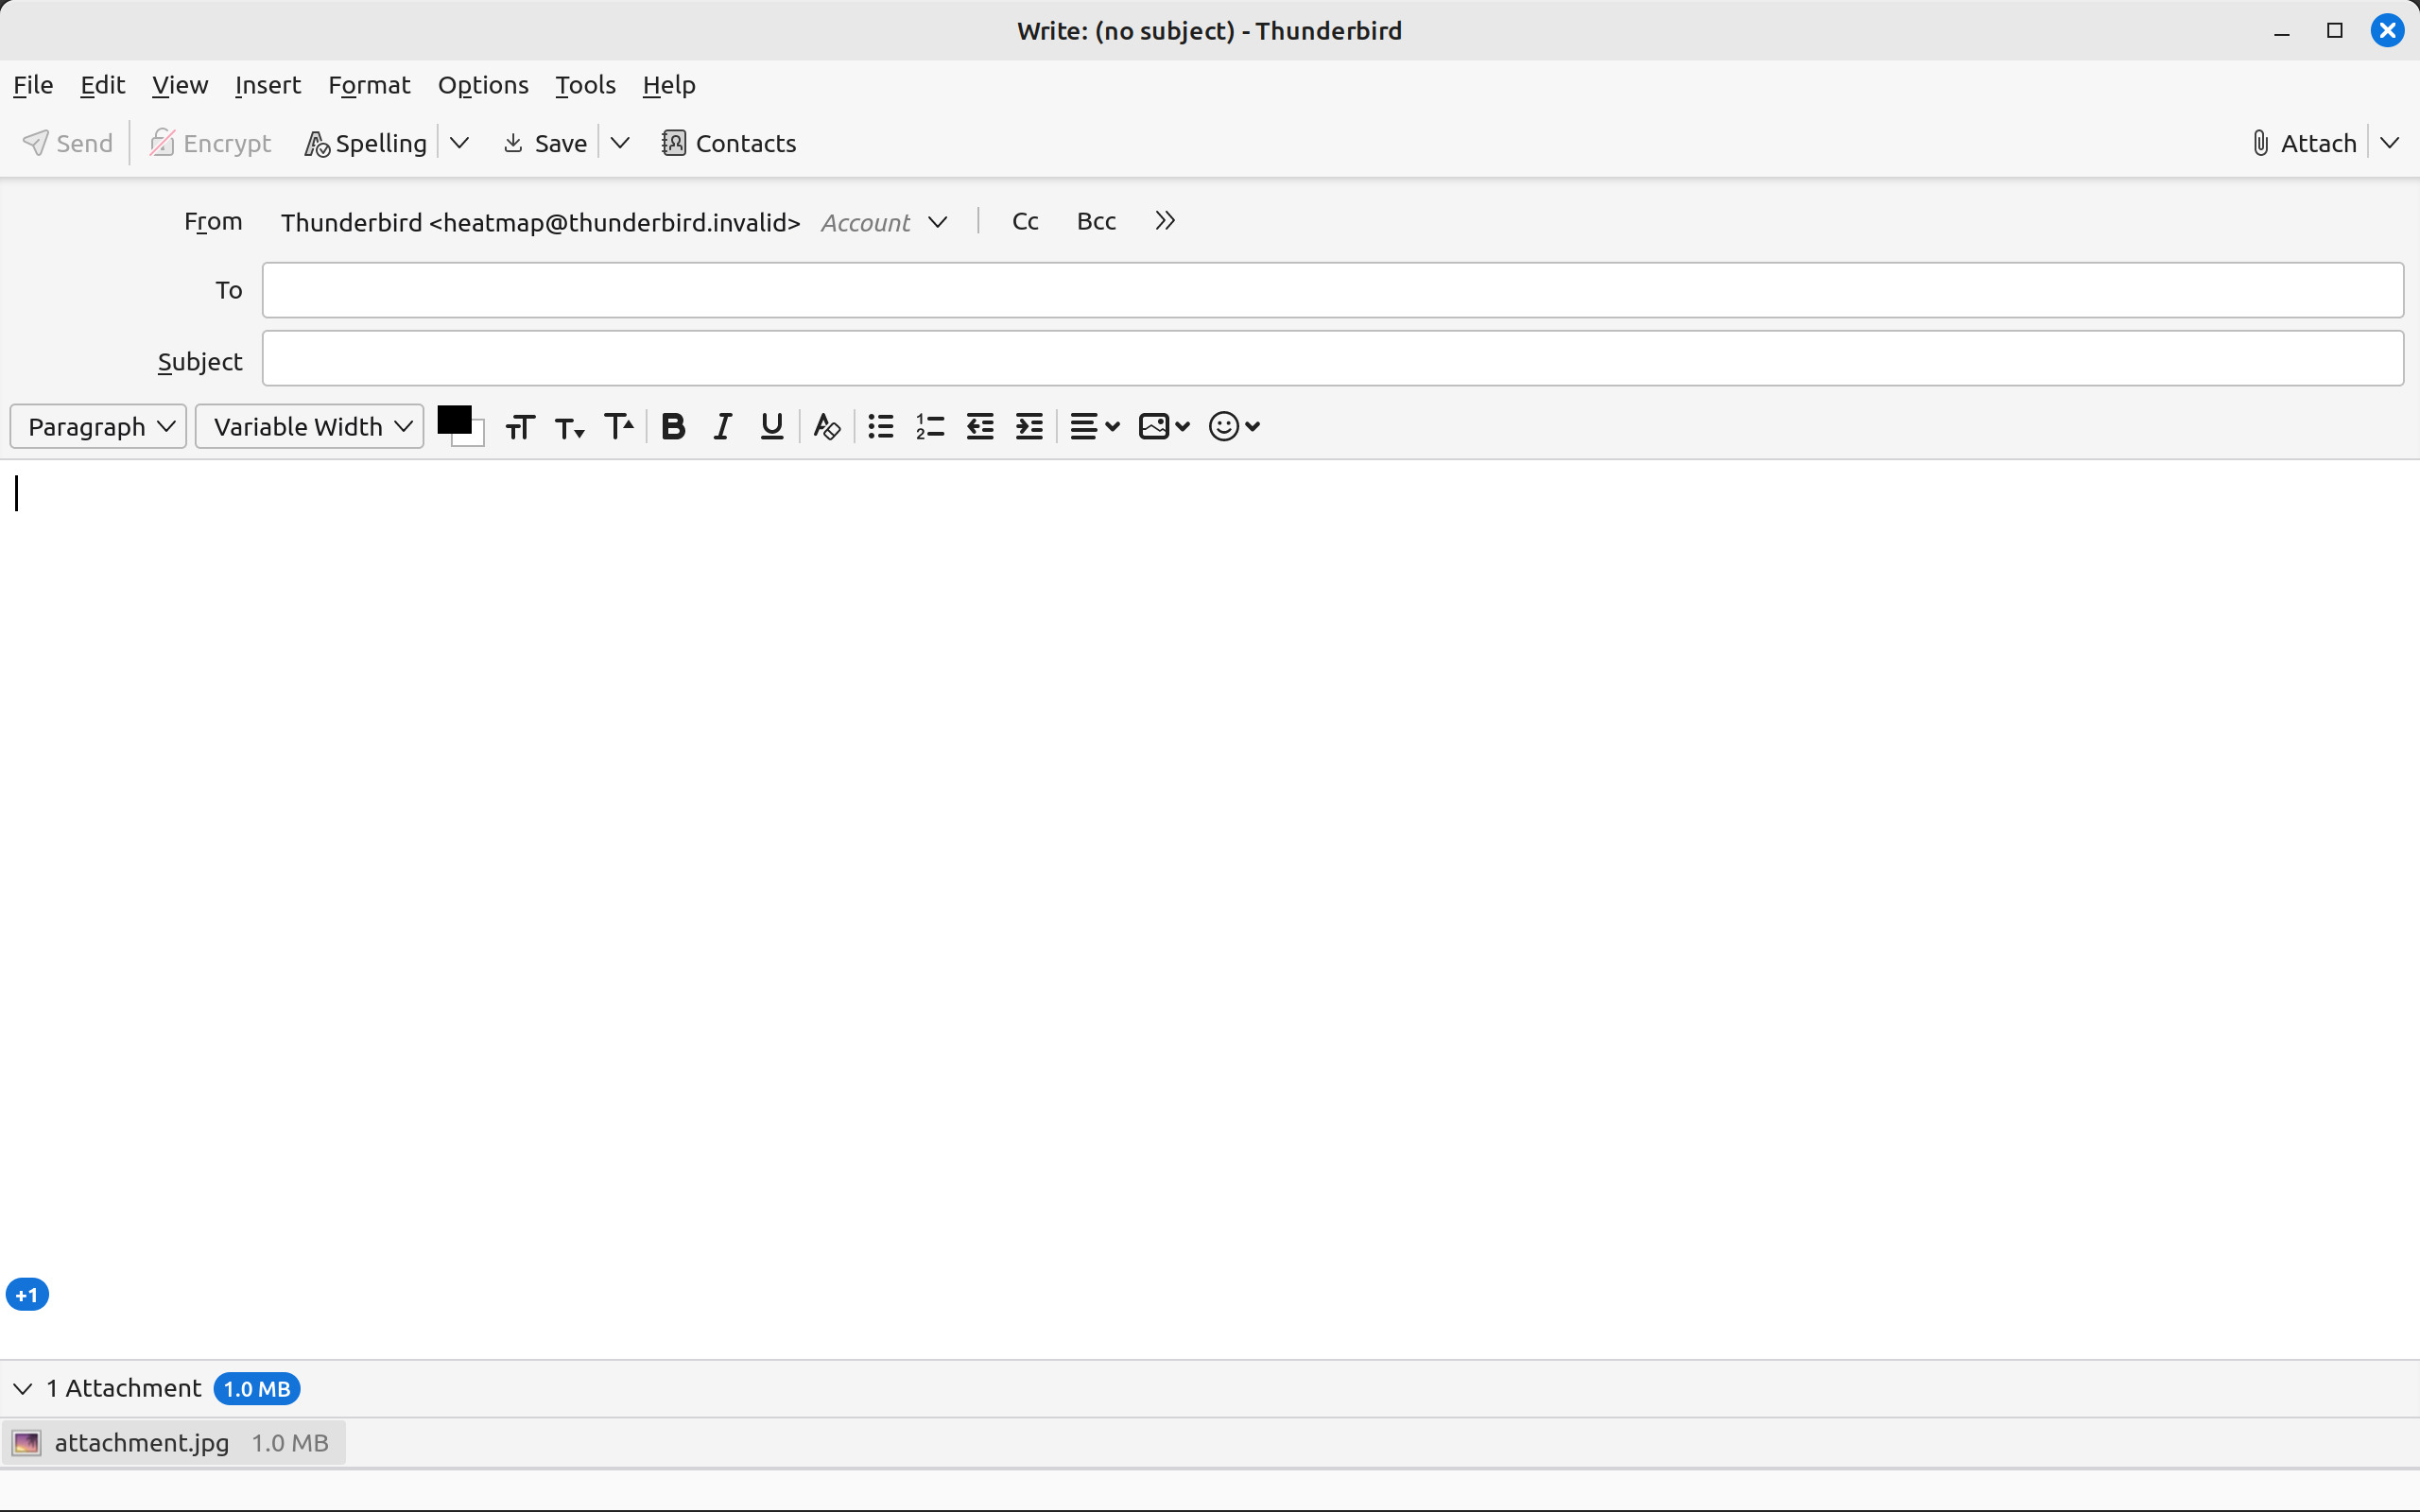 Write: (no subject) - Thunderbird
File Edit View Insert Format Options Tools Help
Send Encrypt Spelling Save Contacts Attach
From Thunderbird <heatmap@thunderbird.invalid> Account Cc Bcc
To
Subject
Paragraph Variable Width
+1
1 Attachment 1.0 MB
attachment.jpg 1.0 MB